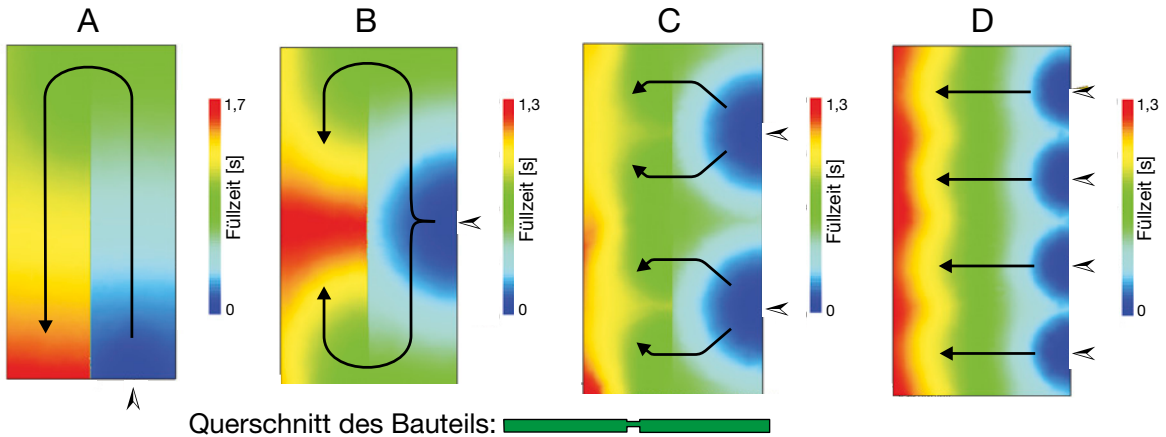 A
B
C
D
1,7
Füllzeit [s]
0
1,3
Füllzeit [s]
0
1,3
Füllzeit [s]
0
1,3
Füllzeit [s]
0
Querschnitt des Bauteils: